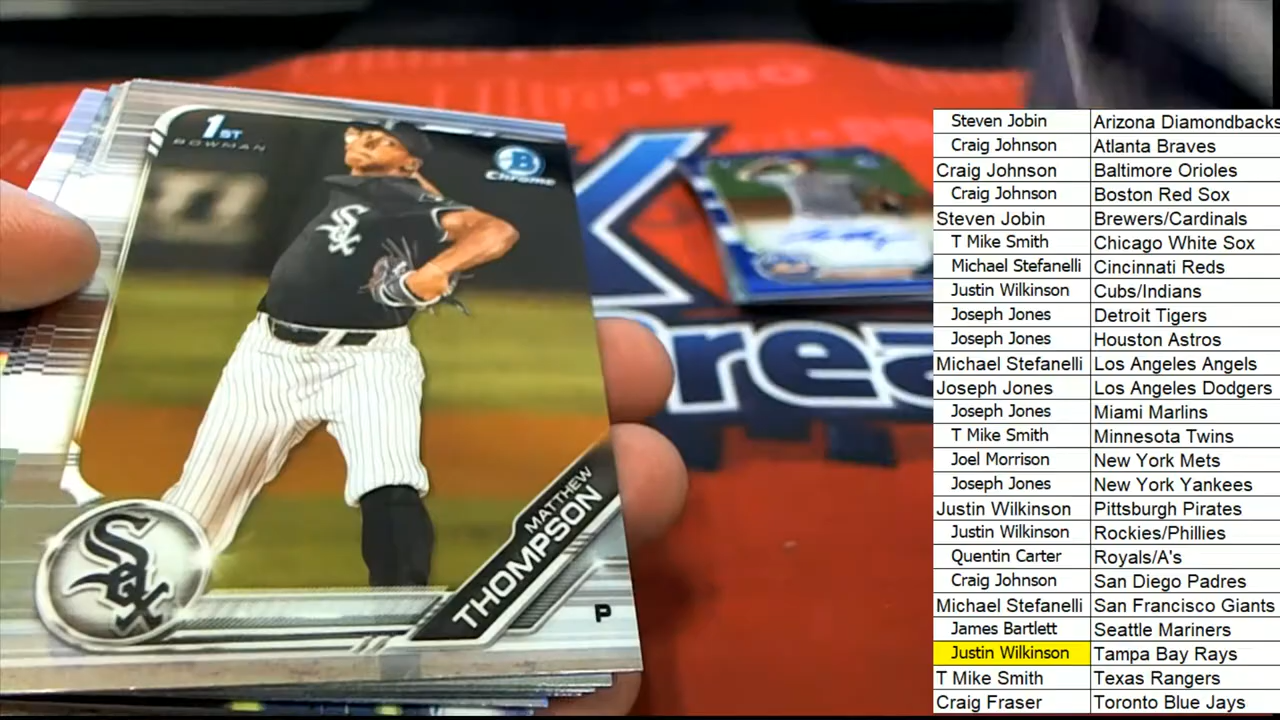 1ST
BOWMAN
B
Chrome
Sox
MATTHEW
THOMPSON
P
Sox
PRO
rea
Steven Jobin Arizona Diamondbacks
Craig Johnson Atlanta Braves
Craig Johnson Baltimore Orioles
Craig Johnson Boston Red Sox
Steven Jobin Brewers/Cardinals
T Mike Smith Chicago White Sox
Michael Stefanelli Cincinnati Reds
Justin Wilkinson Cubs/Indians
Joseph Jones Detroit Tigers
Joseph Jones Houston Astros
Michael Stefanelli Los Angeles Angels
Joseph Jones Los Angeles Dodgers
Joseph Jones Miami Marlins
T Mike Smith Minnesota Twins
Joel Morrison New York Mets
Joseph Jones New York Yankees
Justin Wilkinson Pittsburgh Pirates
Justin Wilkinson Rockies/Phillies
Quentin Carter Royals/A's
Craig Johnson San Diego Padres
Michael Stefanelli San Francisco Giants
James Bartlett Seattle Mariners
Justin Wilkinson Tampa Bay Rays
T Mike Smith Texas Rangers
Craig Fraser Toronto Blue Jays